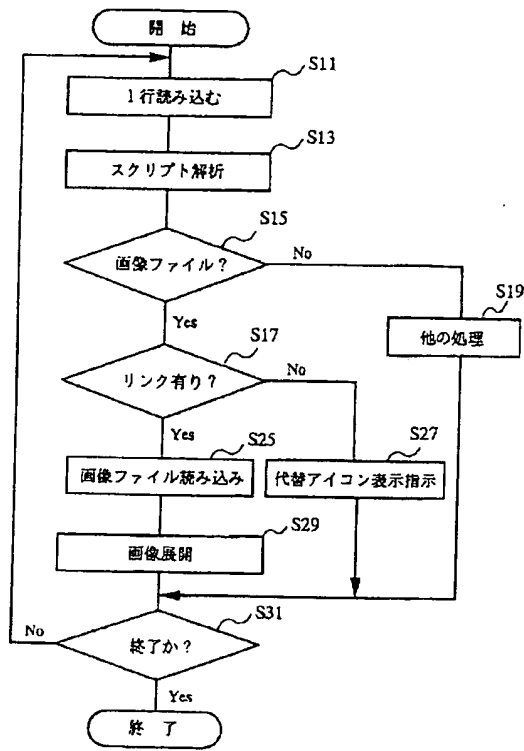 開 始
S11
1行読み込む
S13
スクリプト解析
S15
画像ファイル?
No
S19
他の処理
Yes
S17
リンク有り?
No
Yes
S25
画像ファイル読み込み
S27
代替アイコン表示指示
S29
画像展開
S31
終了か?
No
Yes
終 了